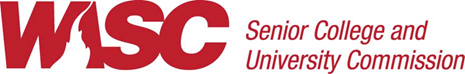 WASC
Senior College and
University Commission